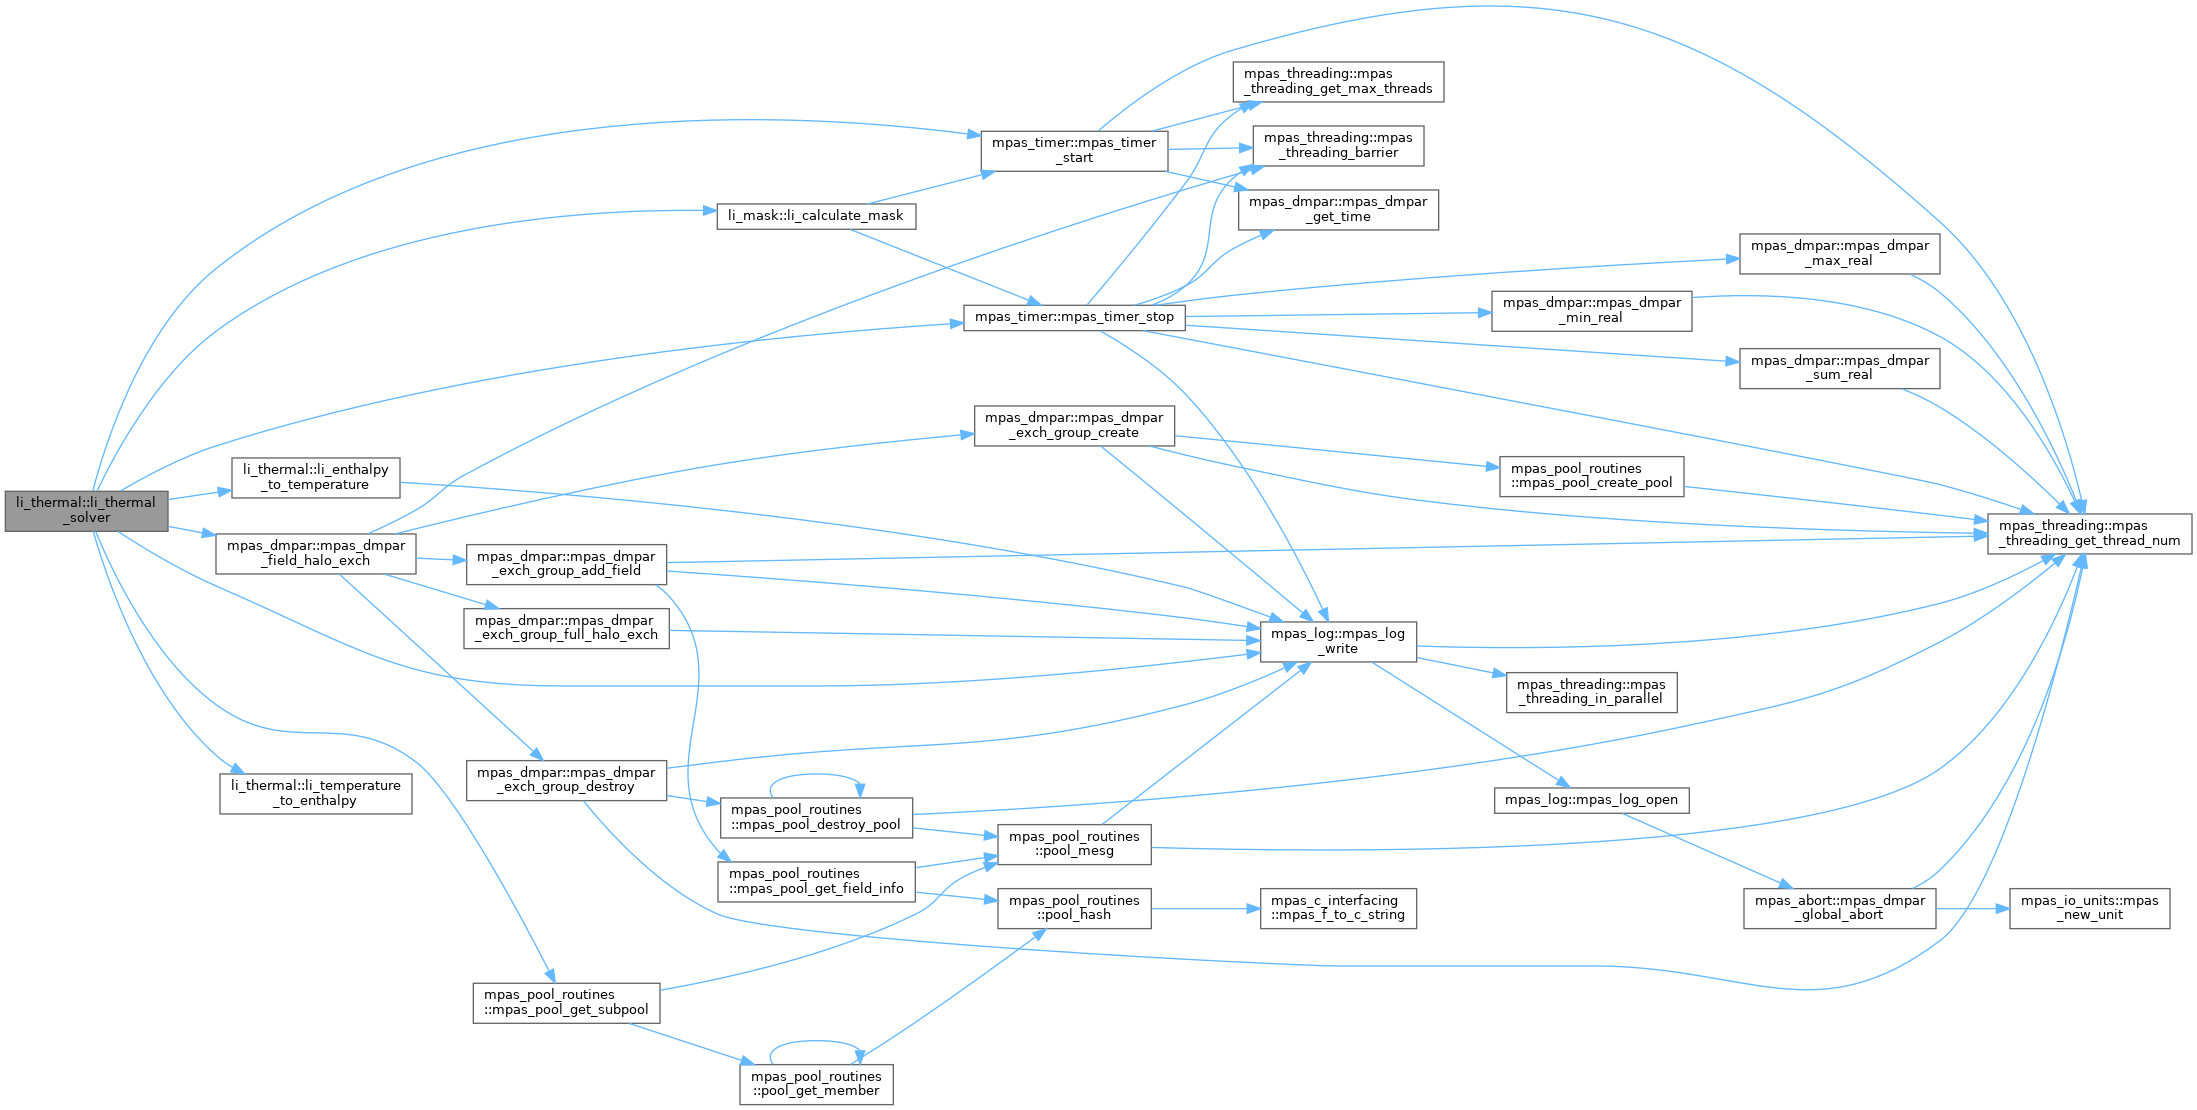 li_thermal::li_thermal
_solver
mpas_timer::mpas_timer
_start
mpas_threading::mpas
_threading_get_max_threads
mpas_threading::mpas
_threading_barrier
mpas_dmpar::mpas_dmpar
_get_time
li_mask::li_calculate_mask
mpas_timer::mpas_timer_stop
mpas_dmpar::mpas_dmpar
_max_real
mpas_dmpar::mpas_dmpar
_min_real
mpas_dmpar::mpas_dmpar
_sum_real
mpas_dmpar::mpas_dmpar
_exch_group_create
li_thermal::li_enthalpy
_to_temperature
mpas_pool_routines
::mpas_pool_create_pool
mpas_threading::mpas
_threading_get_thread_num
mpas_dmpar::mpas_dmpar
_field_halo_exch
mpas_dmpar::mpas_dmpar
_exch_group_add_field
mpas_dmpar::mpas_dmpar
_exch_group_full_halo_exch
mpas_log::mpas_log
_write
mpas_threading::mpas
_threading_in_parallel
mpas_dmpar::mpas_dmpar
_exch_group_destroy
li_thermal::li_temperature
_to_enthalpy
mpas_pool_routines
::mpas_pool_destroy_pool
mpas_log::mpas_log_open
mpas_pool_routines
::pool_mesg
mpas_pool_routines
::mpas_pool_get_field_info
mpas_pool_routines
::pool_hash
mpas_c_interfacing
::mpas_f_to_c_string
mpas_abort::mpas_dmpar
_global_abort
mpas_io_units::mpas
_new_unit
mpas_pool_routines
::mpas_pool_get_subpool
mpas_pool_routines
::pool_get_member